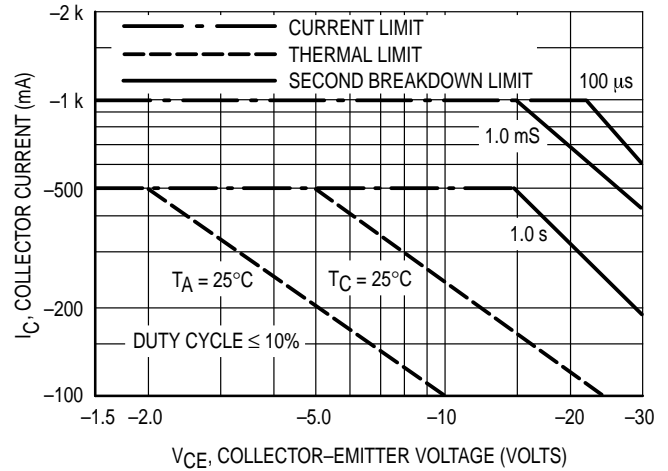 –2 k
CURRENT LIMIT
THERMAL LIMIT
SECOND BREAKDOWN LIMIT
100 µs
–1 k
1.0 mS
–500
1.0 s
TA = 25°C
TC = 25°C
–200
DUTY CYCLE ≤ 10%
–100
–1.5 –2.0 –5.0 –10 –20 –30
VCE, COLLECTOR–EMITTER VOLTAGE (VOLTS)
IC, COLLECTOR CURRENT (mA)